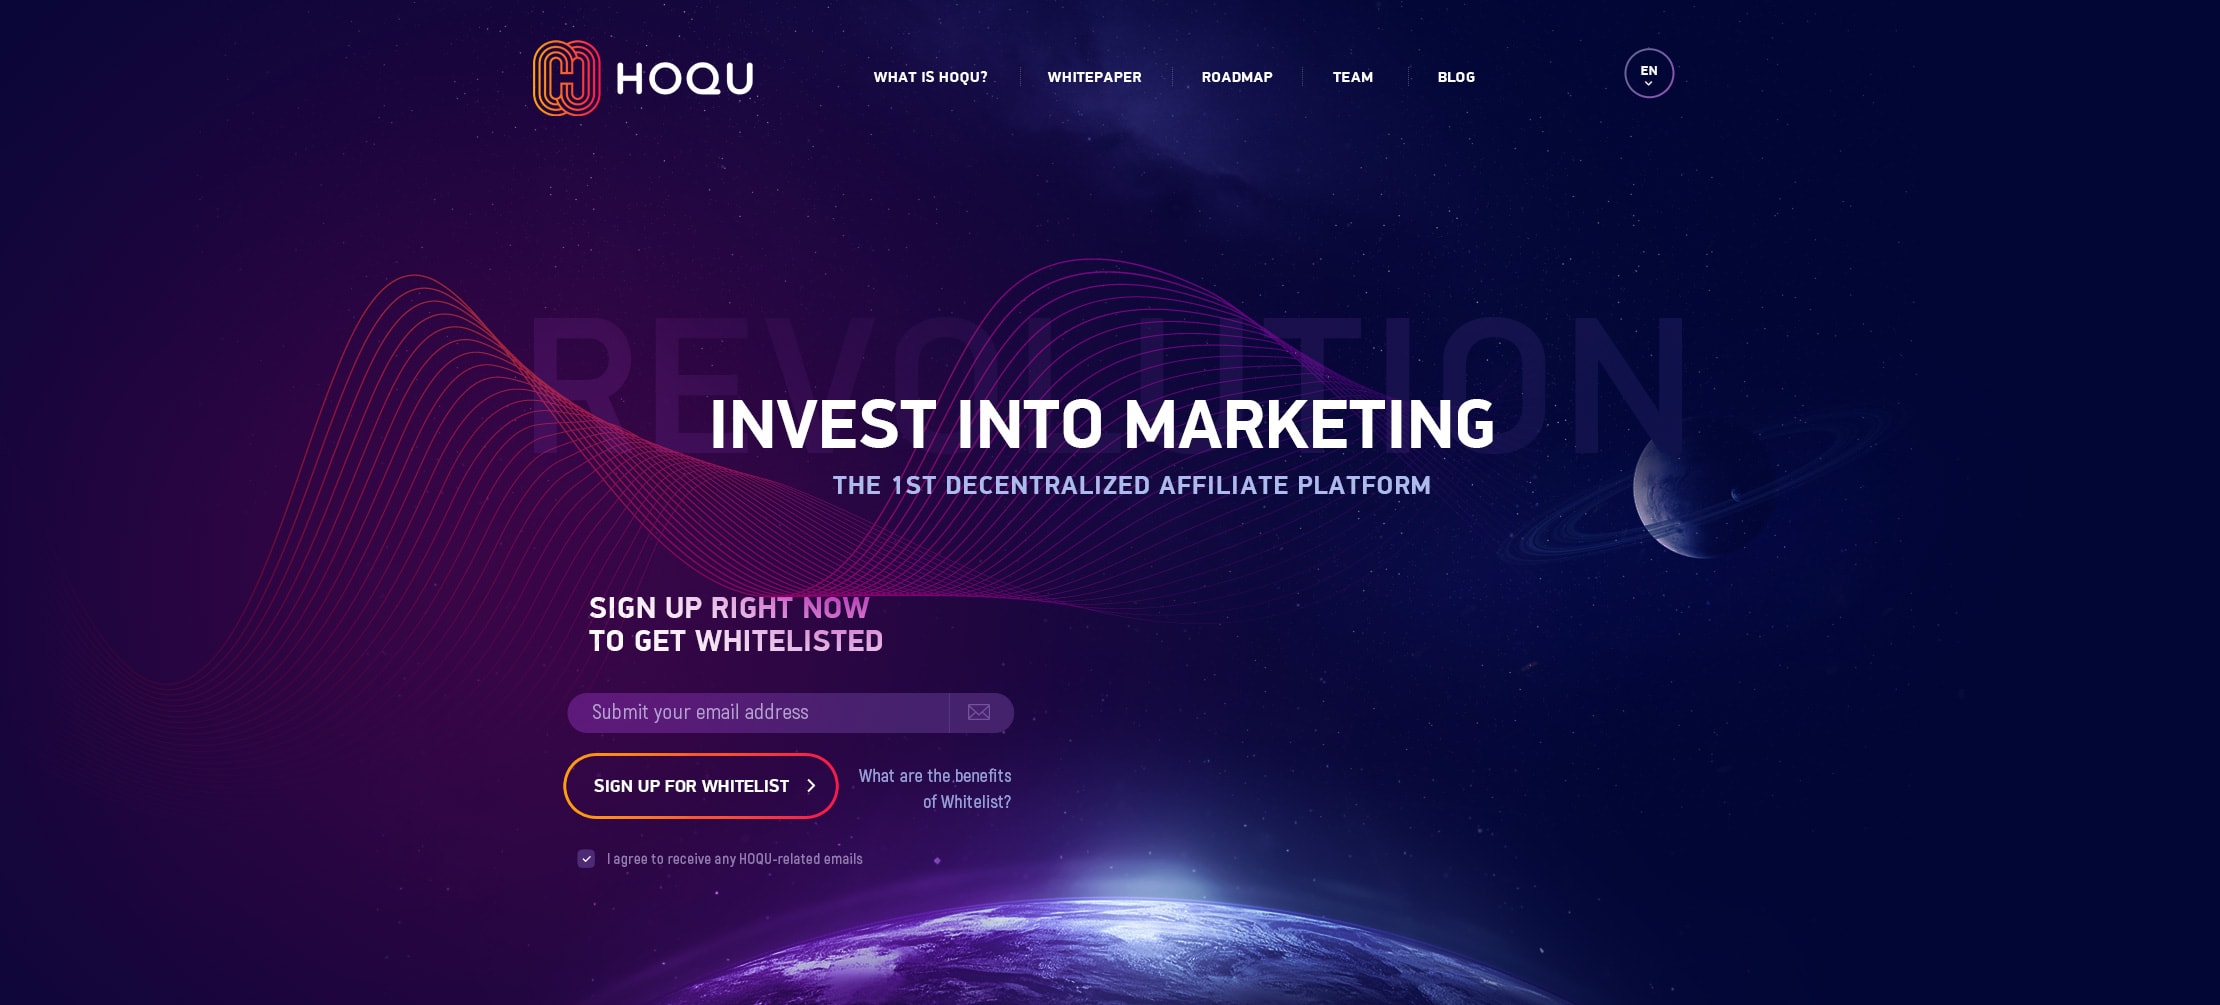 HOQU
WHAT IS HOQU?
WHITEPAPER
ROADMAP
TEAM
BLOG
EN
REVOLUTION
INVEST INTO MARKETING
THE 1ST DECENTRALIZED AFFILIATE PLATFORM
SIGN UP RIGHT NOW
TO GET WHITELISTED
Submit your email address
SIGN UP FOR WHITELIST
What are the benefits
of Whitelist?
I agree to receive any HOQU-related emails